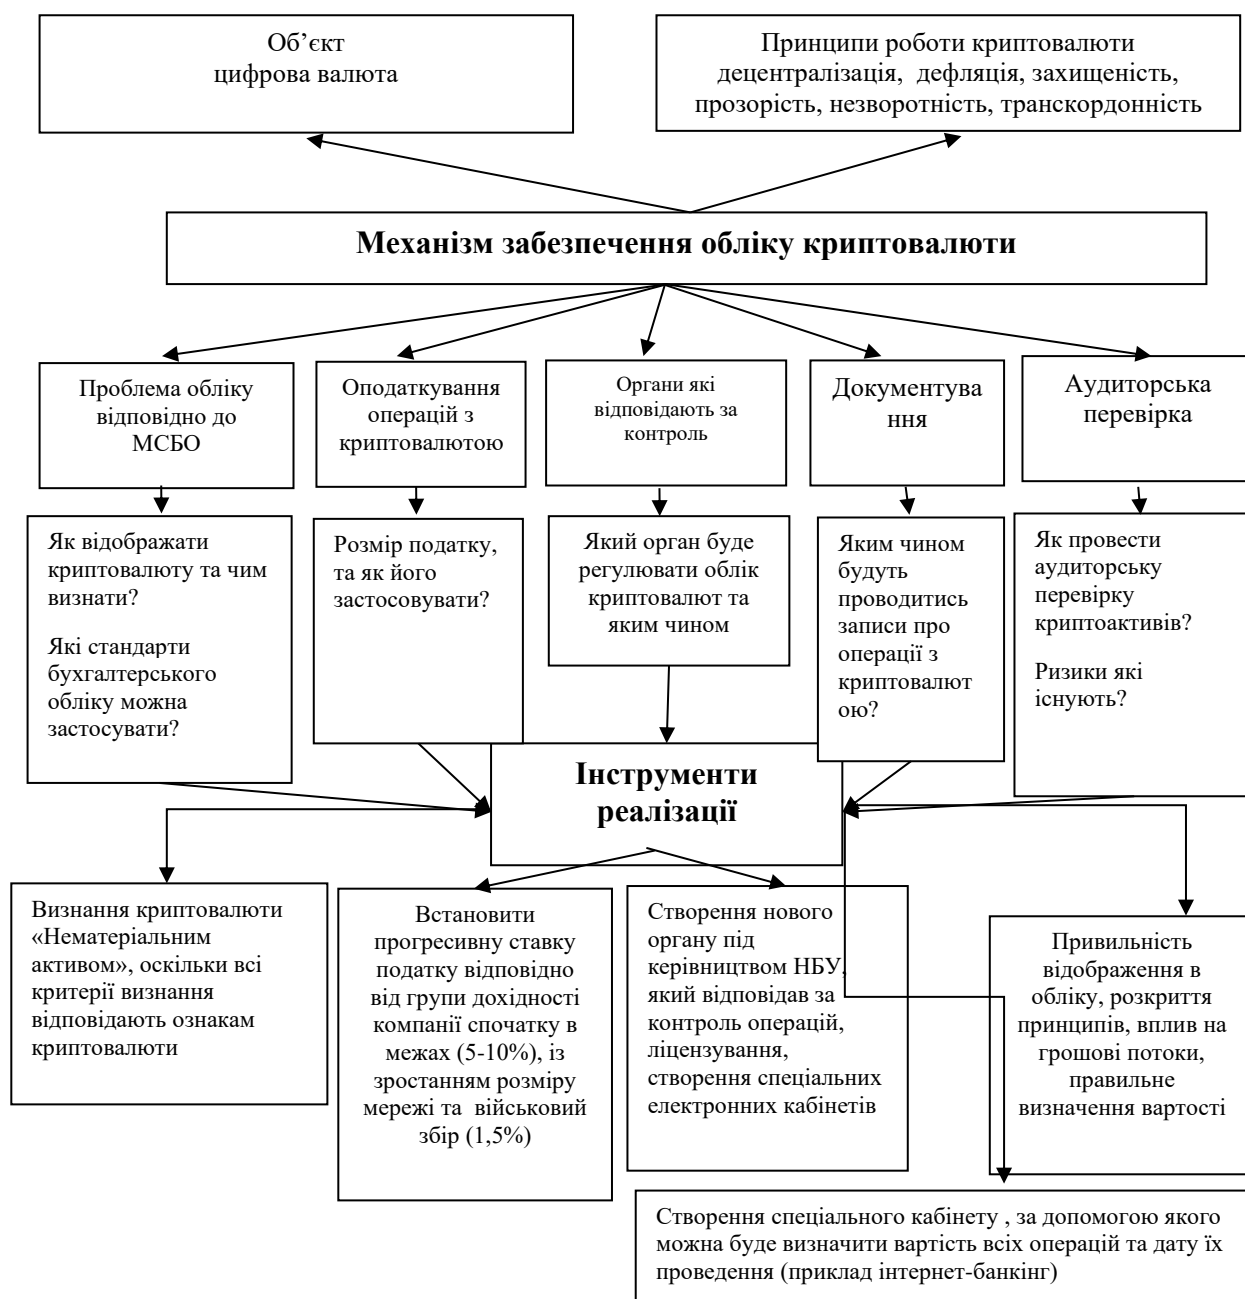 Об’єкт
цифрова валюта
Принципи роботи криптовалюти
децентралізація, дефляція, захищеність,
прозорість, незворотність, транскордонність
Механізм забезпечення обліку криптовалюти
Проблема обліку
відповідно до
МСБО
Оподаткування
операцій з
криптовалютою
Органи які
відповідають за
контроль
Документува
ння
Аудиторська
перевірка
Як відображати
криптовалюту та чим
визнати?
Які стандарти
бухгалтерського
обліку можна
застосувати?
Розмір податку,
та як його
застосовувати?
Який орган буде
регулювати облік
криптовалют та
яким чином
Яким чином
будуть
проводитись
записи про
операції з
криптовалют
ою?
Як провести
аудиторську
перевірку
криптоактивів?
Ризики які
існують?
Інструменти
реалізації
Визнання криптовалюти
«Нематеріальним
активом», оскільки всі
критерії визнання
відповідають ознакам
криптовалюти
Встановити
прогресивну ставку
податку відповідно
від групи дохідності
компанії спочатку в
межах (5-10%), із
зростанням розміру
мережі та військовий
збір (1,5%)
Створення нового
органу під
керівництвом НБУ,
який відповідав за
контроль операцій,
ліцензування,
створення спеціальних
електронних кабінетів
Привильність
відображення в
обліку, розкриття
принципів, вплив на
грошові потоки,
правильне
визначення вартості
Створення спеціального кабінету , за допомогою якого
можна буде визначити вартість всіх операцій та дату їх
проведення (приклад інтернет-банкінг)